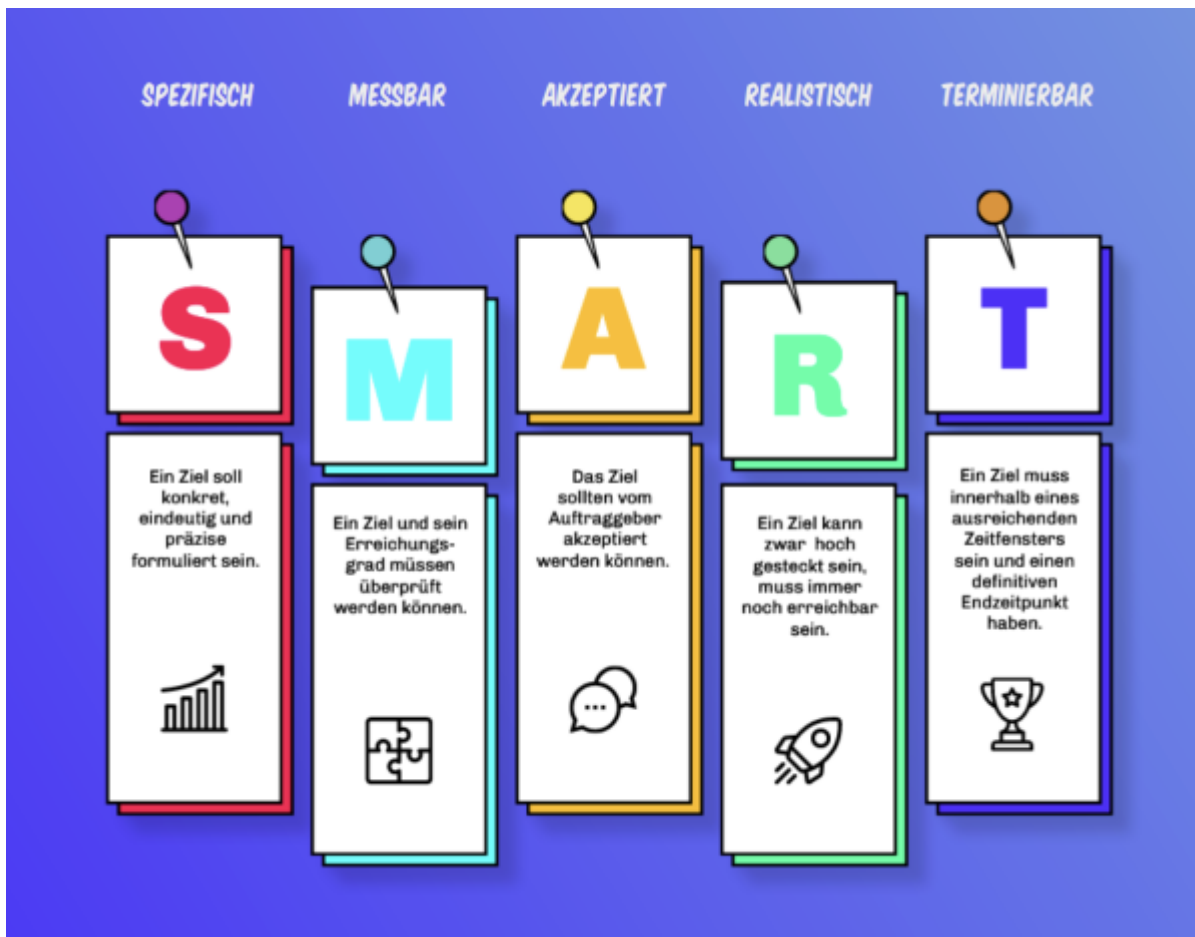 SPEZIFISCH
MESSBAR
AKZEPTIERT
REALISTISCH
TERMINIERBAR
S
M
A
R
T
Ein Ziel soll
konkret,
eindeutig und
präzise
formuliert sein.
Ein Ziel und sein
Erreichungs-
grad müssen
überprüft
werden können.
Das Ziel
sollten vom
Auftraggeber
akzeptiert
werden können.
Ein Ziel kann
zwar hoch
gesteckt sein,
muss immer
noch erreichbar
sein.
Ein Ziel muss
innerhalb eines
ausreichenden
Zeitfensters
sein und einen
definitiven
Endzeitpunkt
haben.